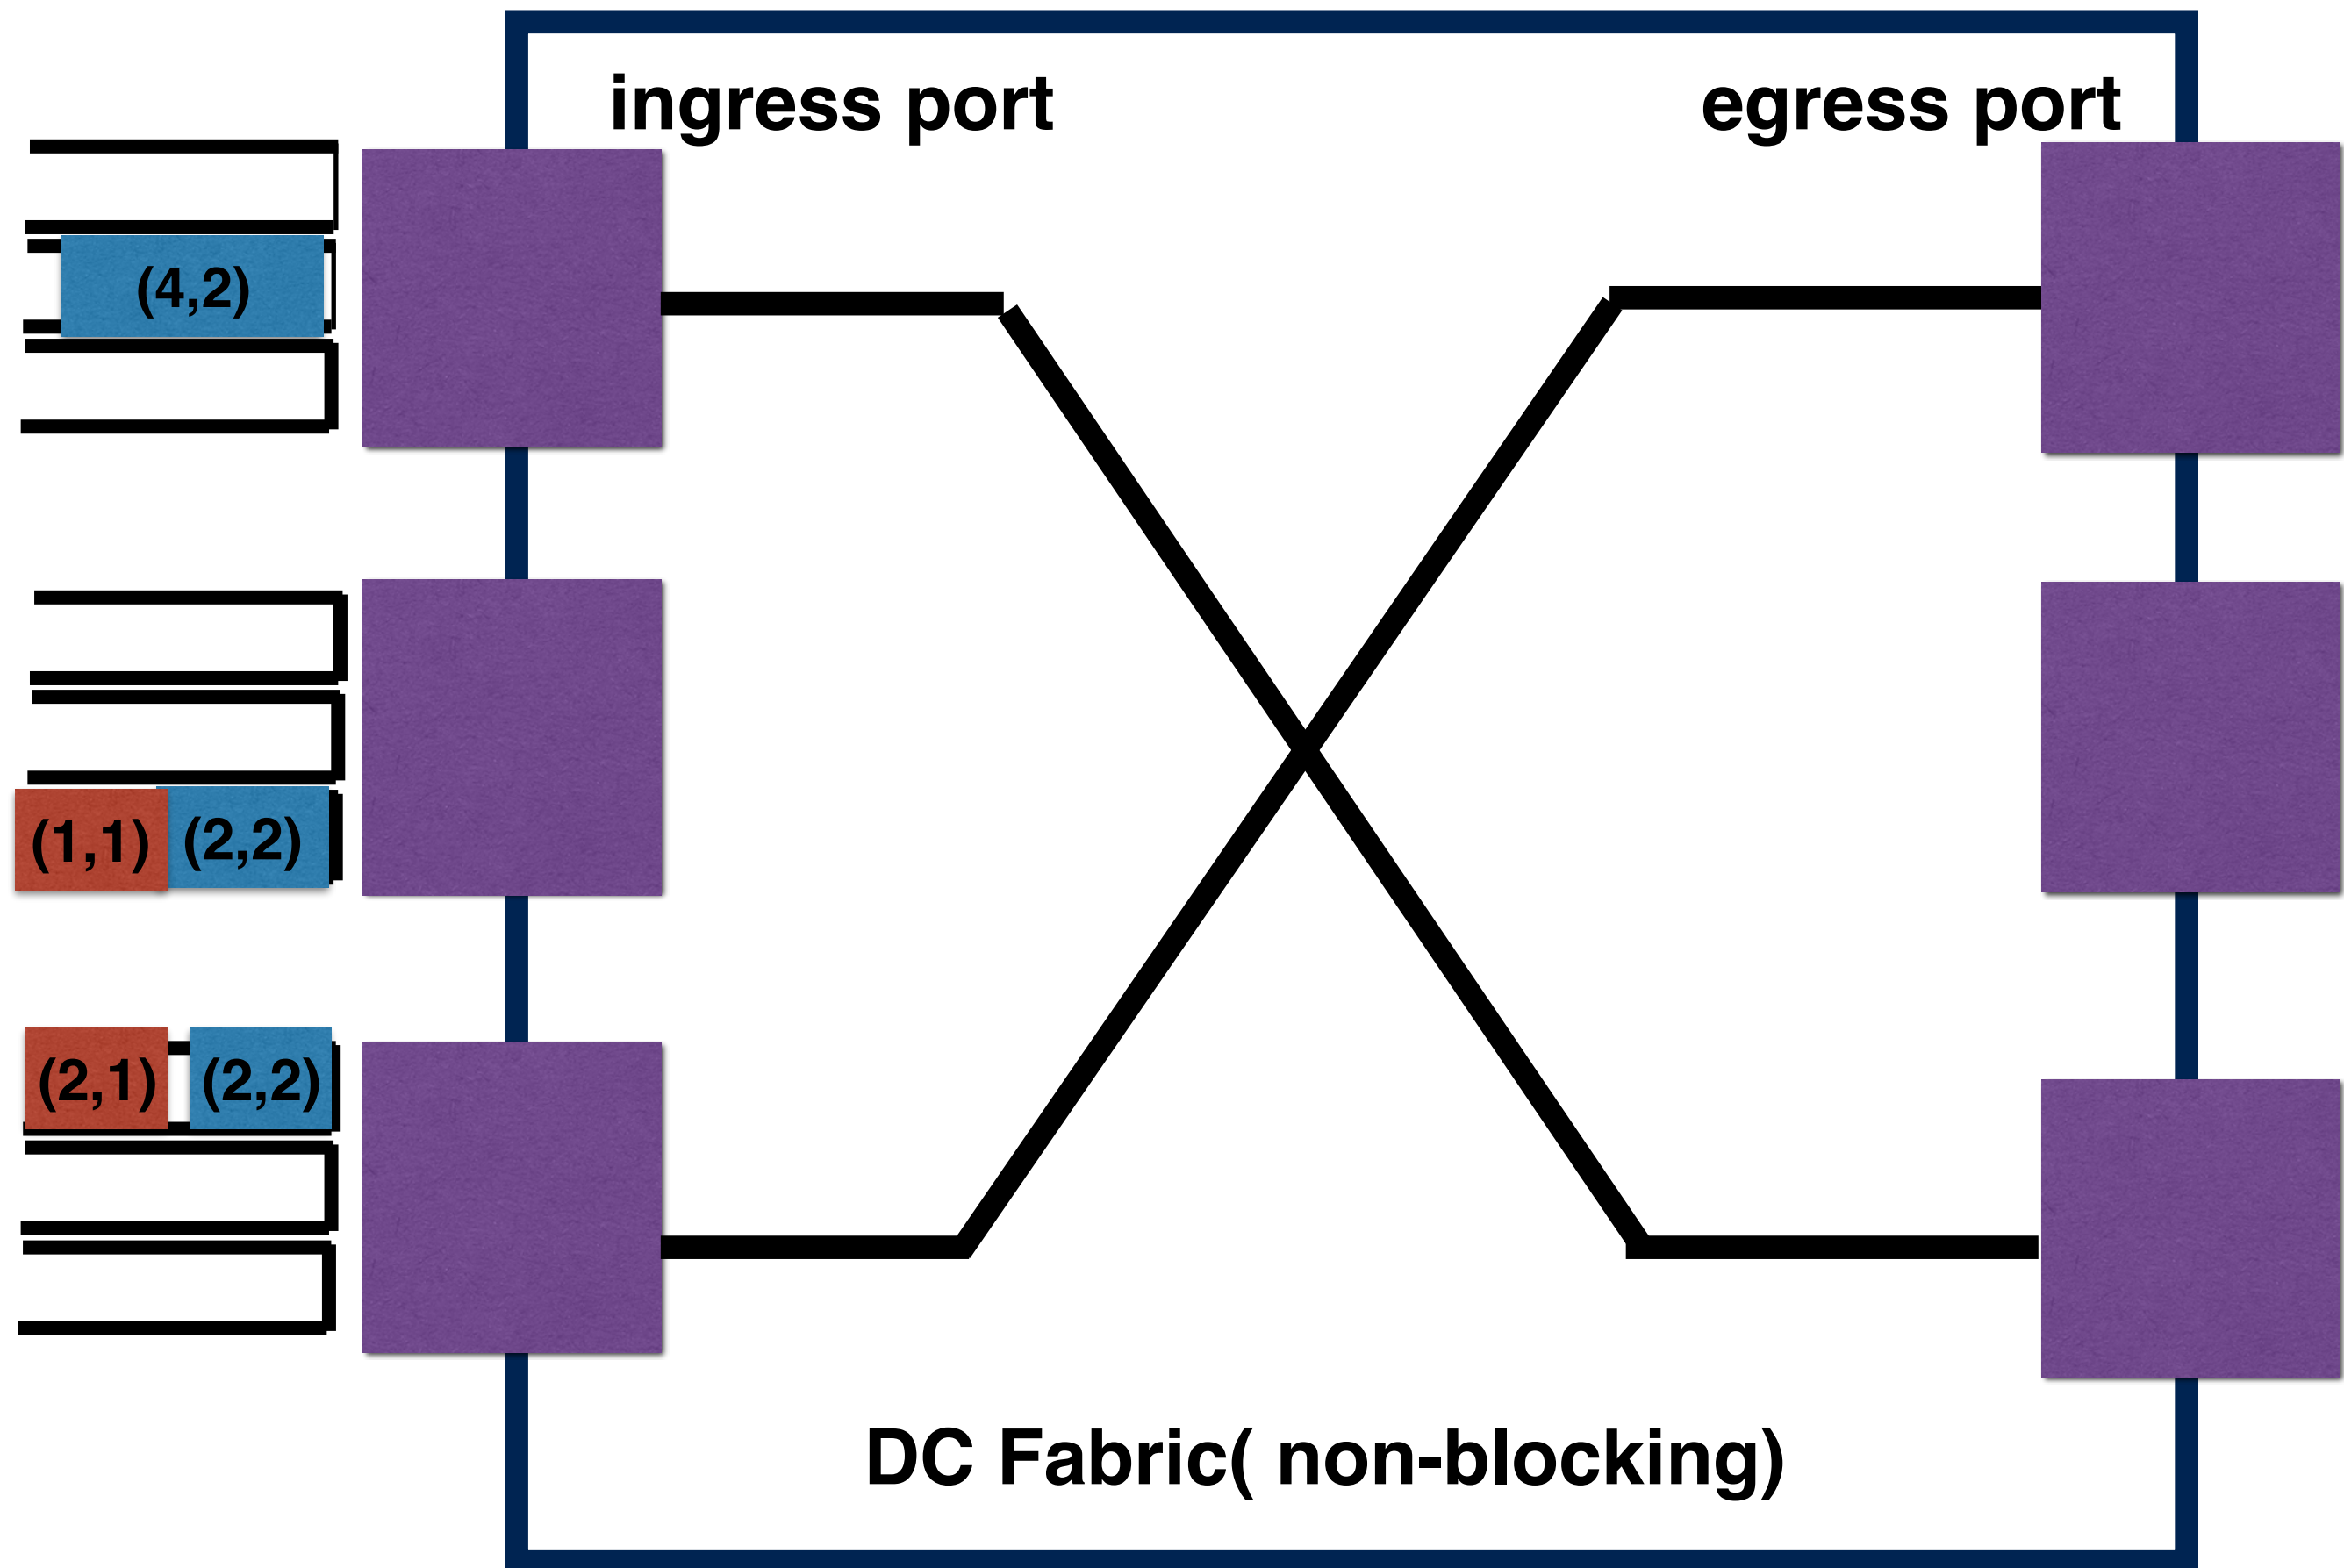 ingress port
egress port
(4,2)
(1,1) (2,2)
(2,1) (2,2)
DC Fabric( non-blocking)